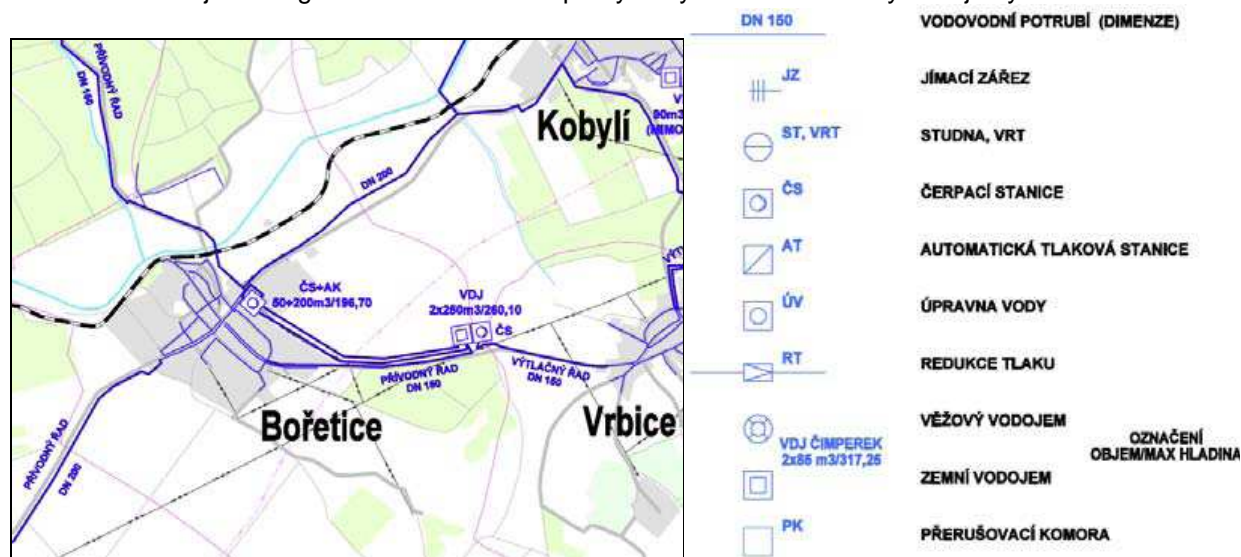 PŘÍVODNÝ ŘAD
DN 150
Kobylí
DN 200
ČS+AK
50+200m3/196,70
VDJ
2x250m3/260,10
ČS
PŘÍVODNÝ ŘAD
DN 150
VÝTLAČNÝ ŘAD
DN 150
Bořetice
Vrbice
PŘÍVODNÝ ŘAD
DN 200
DN 150
VODOVODNÍ POTRUBÍ (DIMENZE)
JZ
JÍMACÍ ZÁŘEZ
ST, VRT
STUDNA, VRT
ČS
ČERPACÍ STANICE
AT
AUTOMATICKÁ TLAKOVÁ STANICE
ÚV
ÚPRAVNA VODY
RT
REDUKCE TLAKU
VĚŽOVÝ VODOJEM
VDJ ČIMPEREK
2x85 m3/317,25
OZNAČENÍ
OBJEM/MAX HLADINA
ZEMNÍ VODOJEM
PK
PŘERUŠOVACÍ KOMORA